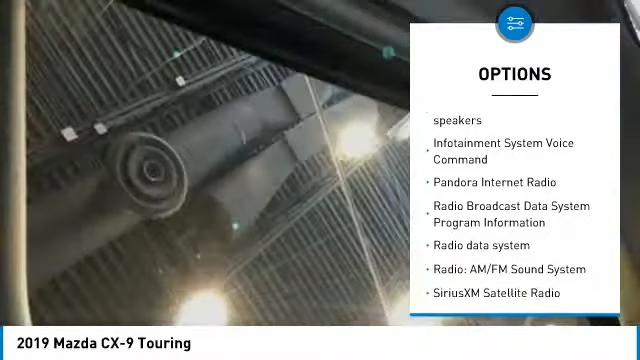 OPTIONS
speakers
Infotainment System Voice
Command
Pandora Internet Radio
Radio Broadcast Data System
Program Information
Radio data system
Radio: AM/FM Sound System
SiriusXM Satellite Radio
2019 Mazda CX-9 Touring